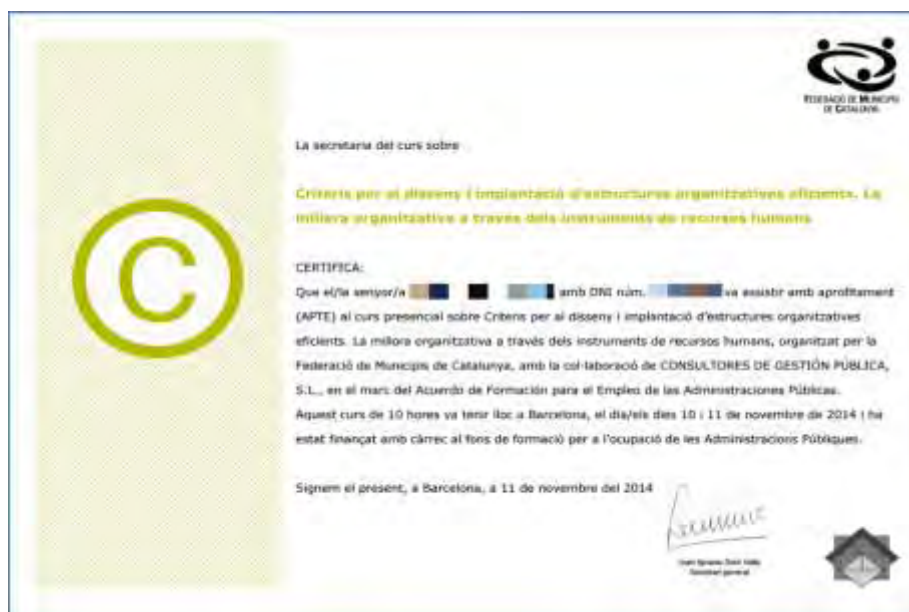 FEDERACIÓ DE MUNICIPIS
DE CATALUNYA
La secretaria del curs sobre
Criteris per al disseny i implantació d'estructures organitzatives eficients. La
millora organitzativa a través dels instruments de recursos humans
C
CERTIFICA:
Que el/la senyor/a amb DNI núm. va assistir amb aprofitament
(APTE) al curs presencial sobre Criteris per al disseny i implantació d'estructures organitzatives
eficients. La millora organitzativa a través dels instruments de recursos humans, organitzat per la
Federació de Municipis de Catalunya, amb la col·laboració de CONSULTORES DE GESTIÓN PÚBLICA,
S.L., en el marc del Acuerdo de Formación para el Empleo de las Administraciones Públicas.
Aquest curs de 10 hores va tenir lloc a Barcelona, el dia/els dies 10 i 11 de novembre de 2014 i ha
estat finançat amb càrrec al fons de formació per a l'ocupació de les Administracions Públiques.
Signem el present, a Barcelona, a 11 de novembre del 2014
Juan Ignacio Soto Valle
Secretari general